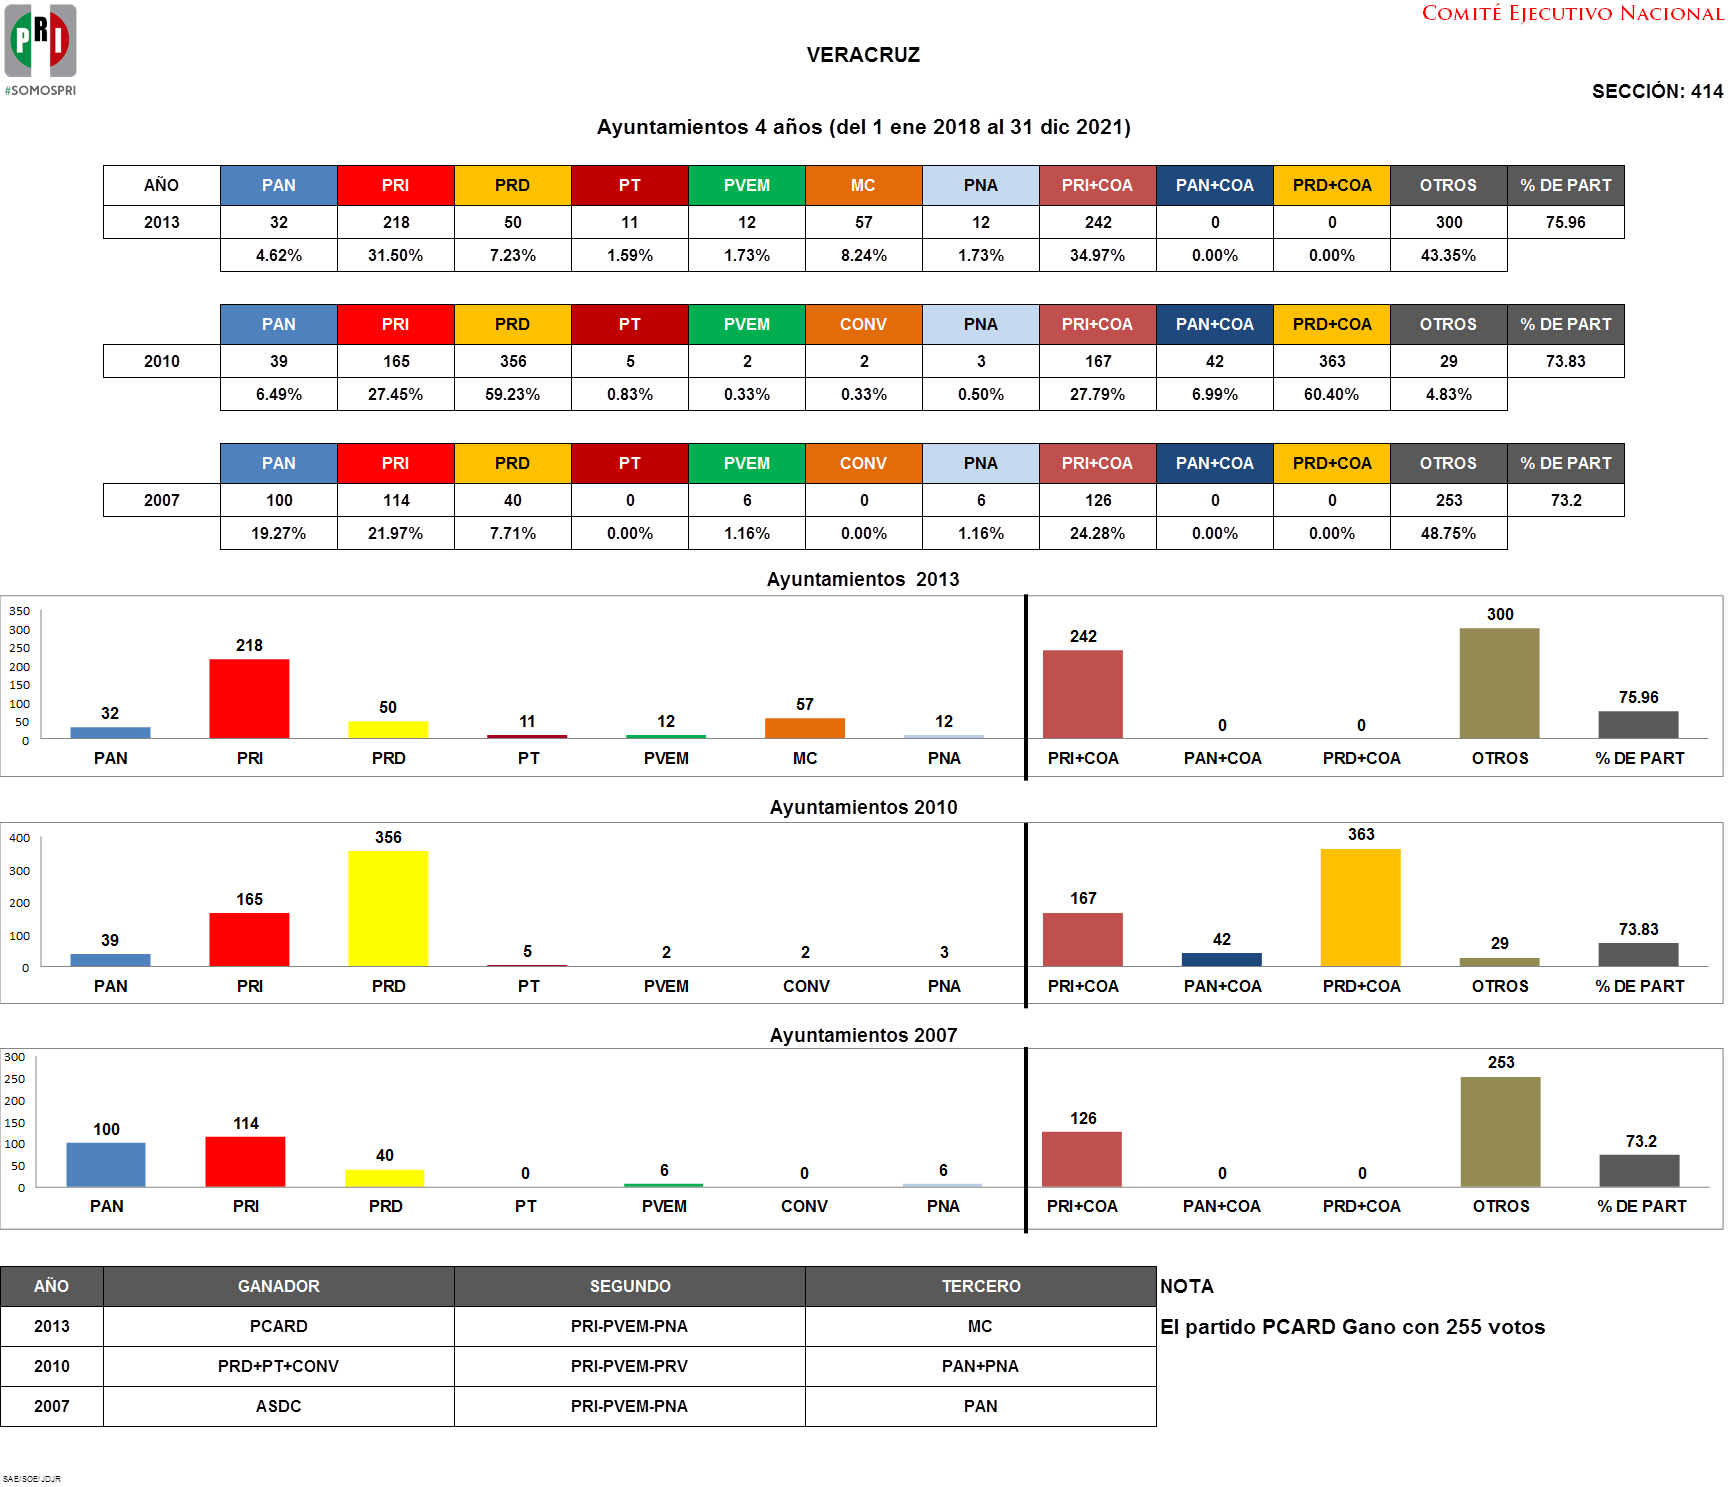 PRI
#SOMOSPRI
COMITÉ EJECUTIVO NACIONAL
VERACRUZ
SECCIÓN: 414
Ayuntamientos 4 años (del 1 ene 2018 al 31 dic 2021)
AÑO PAN PRI PRD PT PVEM MC PNA PRI+COA PAN+COA PRD+COA OTROS % DE PART
2013 32 218 50 11 12 57 12 242 0 0 300 75.96
4.62% 31.50% 7.23% 1.59% 1.73% 8.24% 1.73% 34.97% 0.00% 0.00% 43.35%
PAN PRI PRD PT PVEM CONV PNA PRI+COA PAN+COA PRD+COA OTROS % DE PART
2010 39 165 356 5 2 2 3 167 42 363 29 73.83
6.49% 27.45% 59.23% 0.83% 0.33% 0.33% 0.50% 27.79% 6.99% 60.40% 4.83%
PAN PRI PRD PT PVEM CONV PNA PRI+COA PAN+COA PRD+COA OTROS % DE PART
2007 100 114 40 0 6 0 6 126 0 0 253 73.2
19.27% 21.97% 7.71% 0.00% 1.16% 0.00% 1.16% 24.28% 0.00% 0.00% 48.75%
Ayuntamientos 2013
350
300
250
200
150
100
50
0
32 218 50 11 12 57 12 242 0 0 300 75.96
PAN PRI PRD PT PVEM MC PNA PRI+COA PAN+COA PRD+COA OTROS % DE PART
Ayuntamientos 2010
400
300
200
100
0
39 165 356 5 2 2 3 167 42 363 29 73.83
PAN PRI PRD PT PVEM CONV PNA PRI+COA PAN+COA PRD+COA OTROS % DE PART
Ayuntamientos 2007
300
250
200
150
100
50
0
100 114 40 0 6 0 6 126 0 0 253 73.2
PAN PRI PRD PT PVEM CONV PNA PRI+COA PAN+COA PRD+COA OTROS % DE PART
AÑO GANADOR SEGUNDO TERCERO NOTA
2013 PCARD PRI-PVEM-PNA MC El partido PCARD Gano con 255 votos
2010 PRD+PT+CONV PRI-PVEM-PRV PAN+PNA
2007 ASDC PRI-PVEM-PNA PAN
SAE/SOE/JDJR